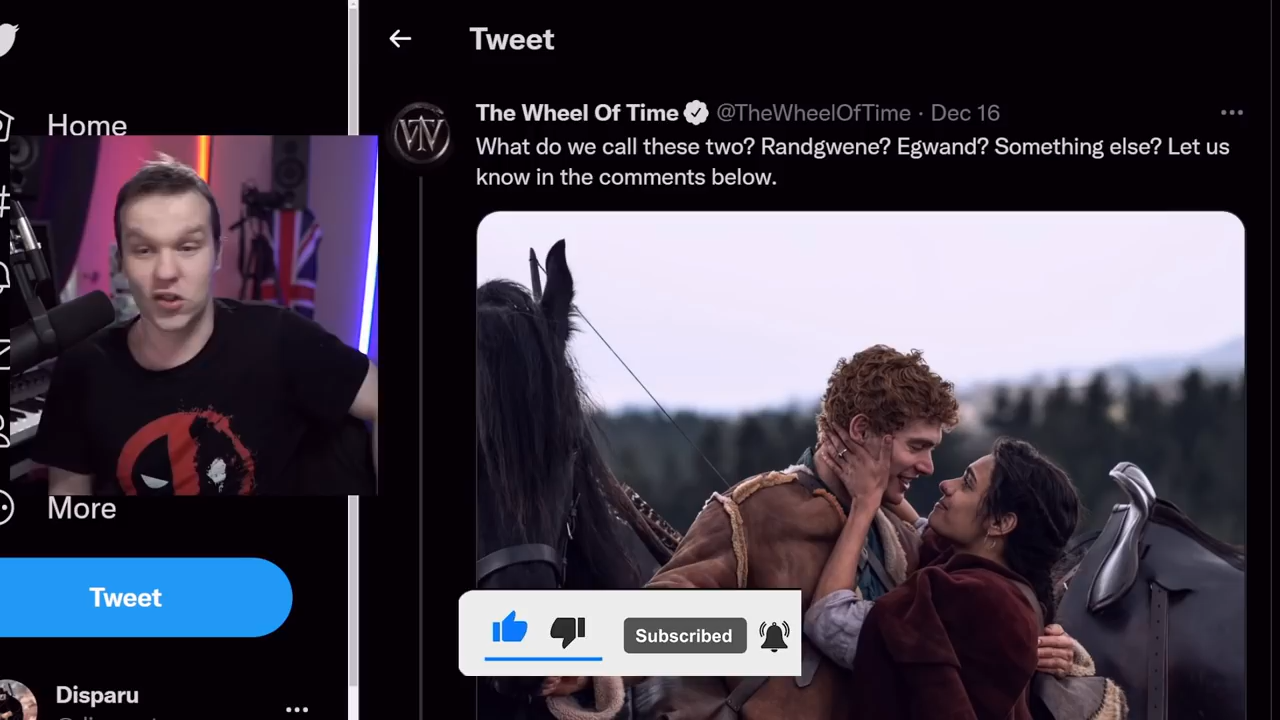 Tweet
The Wheel Of Time @TheWheelOfTime · Dec 16
What do we call these two? Randgwene? Egwand? Something else? Let us
know in the comments below.
Home
More
Tweet
Subscribed
Disparu